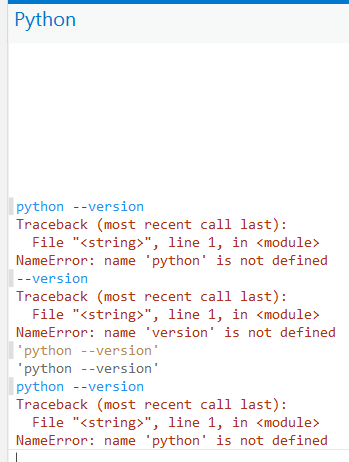 Python
python --version
Traceback (most recent call last):
  File "<string>", line 1, in <module>
NameError: name 'python' is not defined
--version
Traceback (most recent call last):
  File "<string>", line 1, in <module>
NameError: name 'version' is not defined
'python --version'
'python --version'
python --version
Traceback (most recent call last):
  File "<string>", line 1, in <module>
NameError: name 'python' is not defined